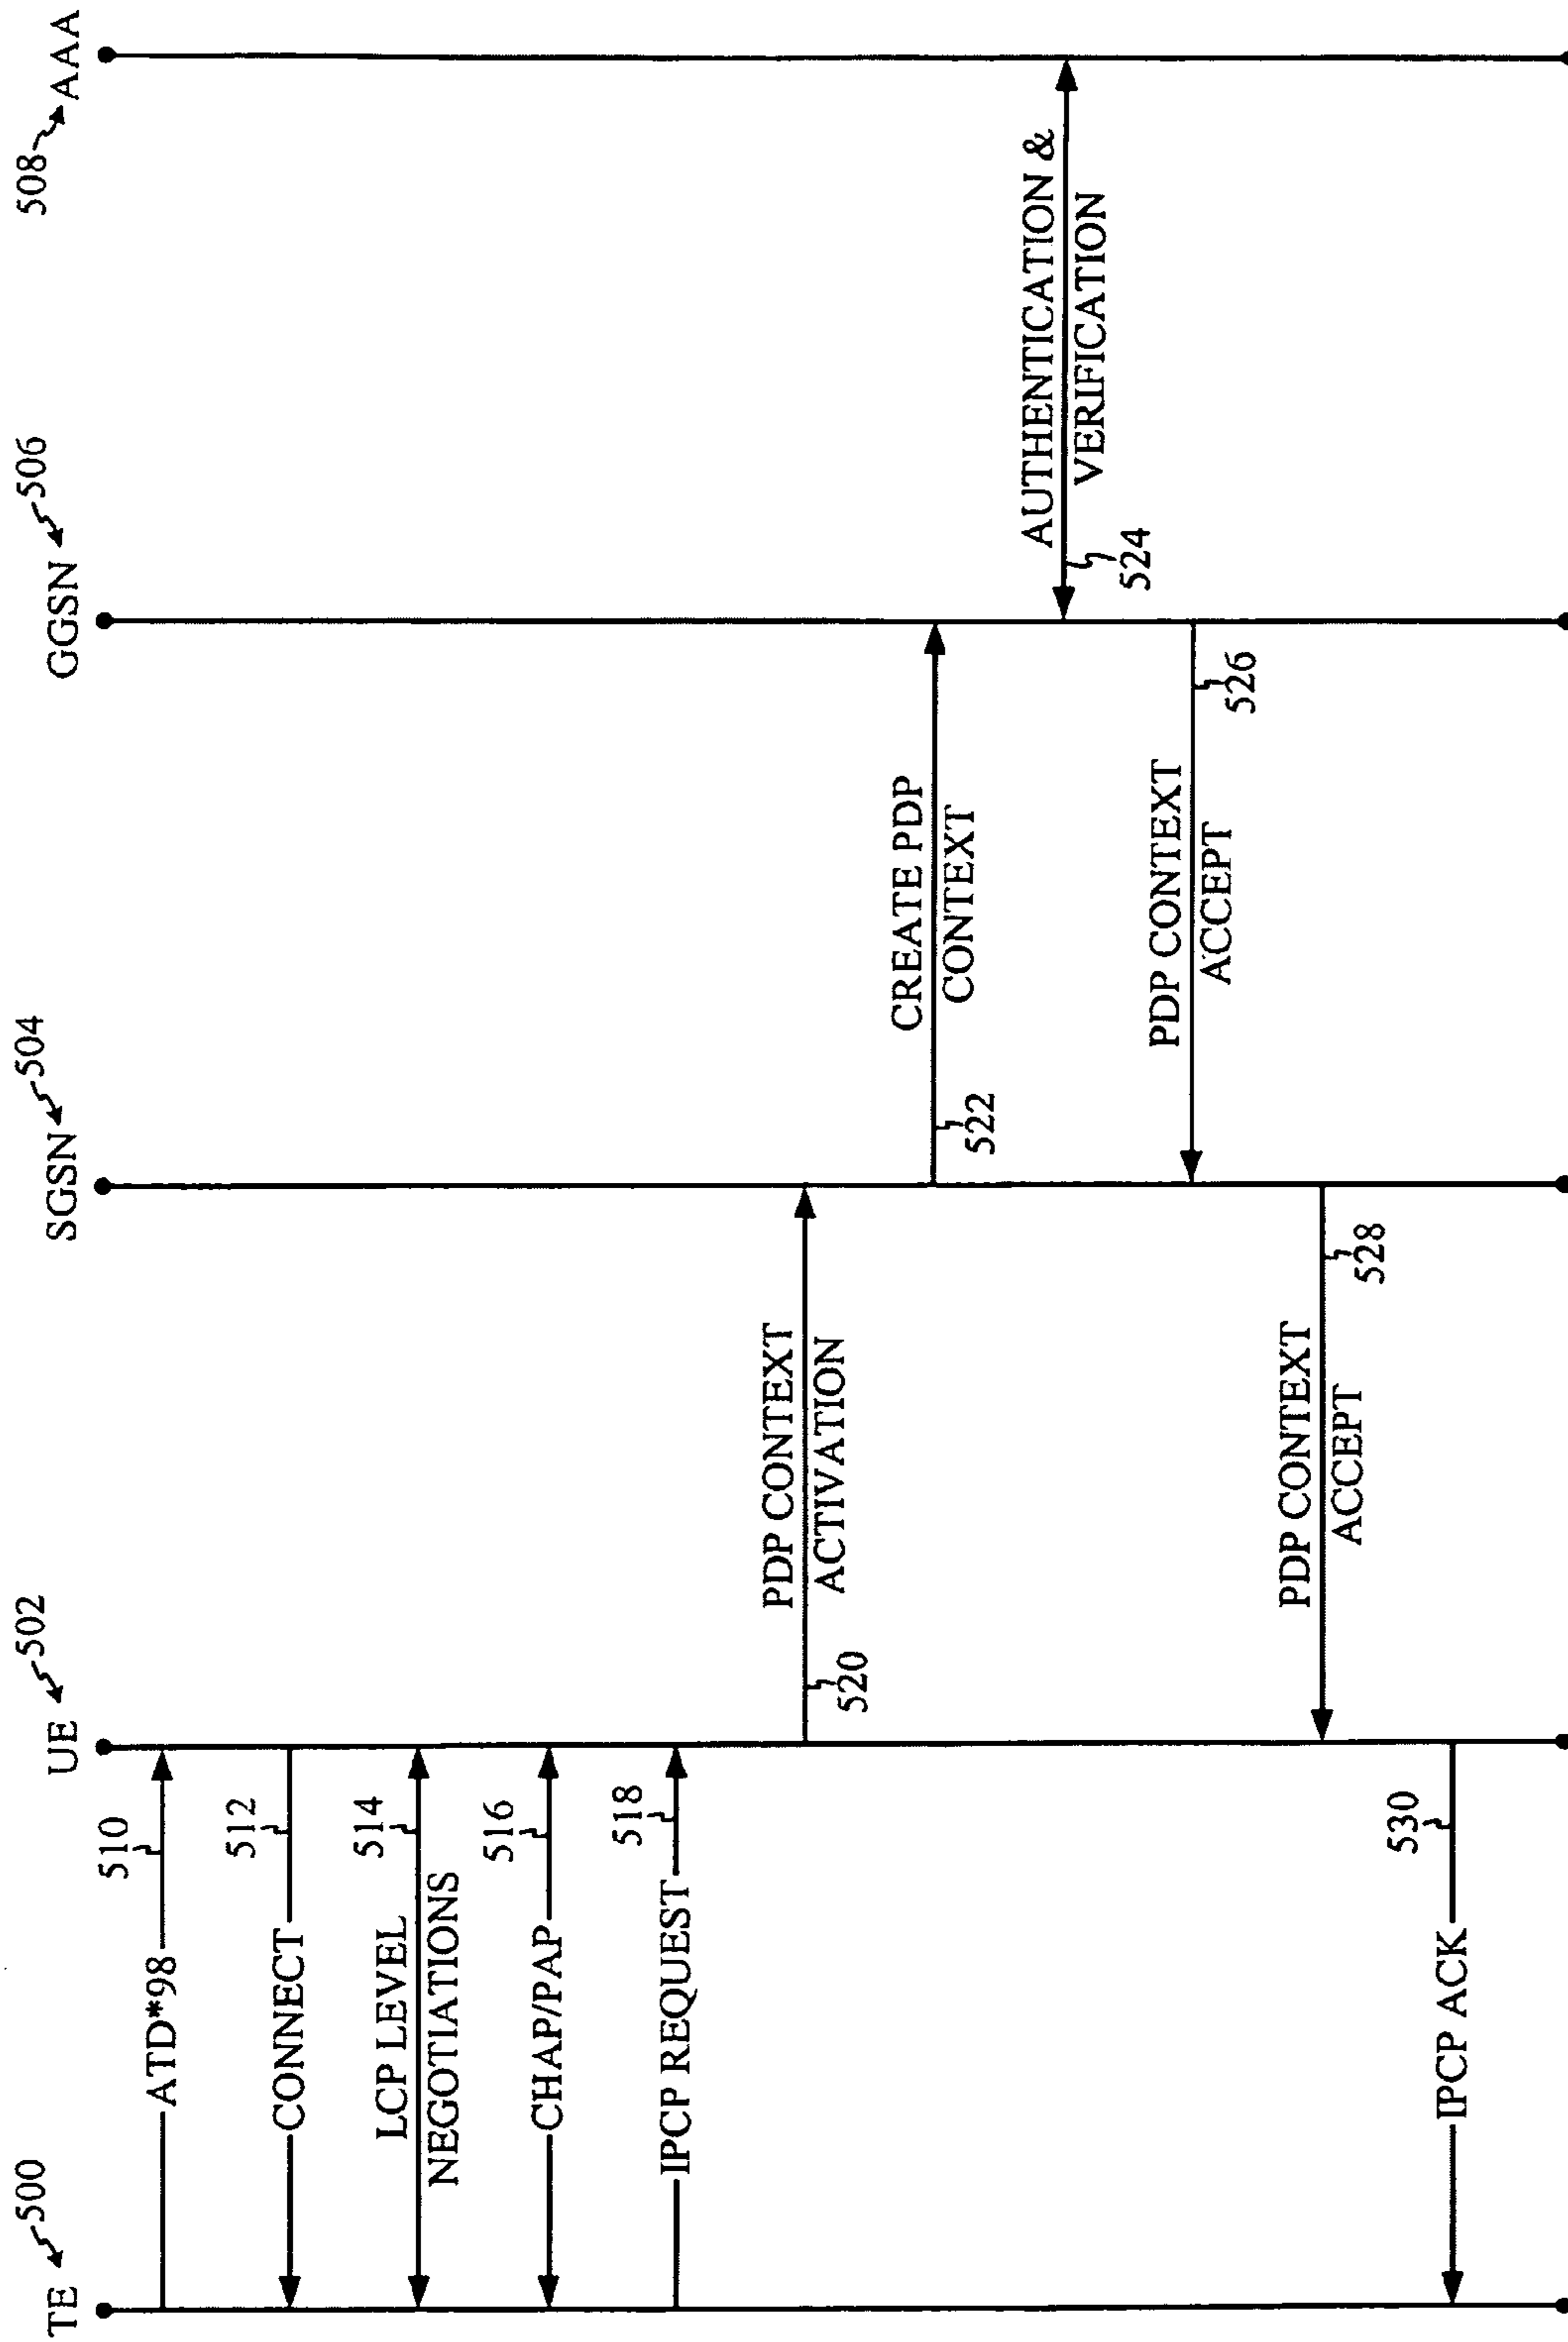 TE 500
UE 502
SGSN 504
GGSN 506
508 AAA
510
ATD*98
512
CONNECT
514
LCP LEVEL
NEGOTIATIONS
516
CHAP/PAP
518
IPCP REQUEST
PDP CONTEXT
ACTIVATION
520
CREATE PDP
CONTEXT
522
AUTHENTICATION &
VERIFICATION
524
PDP CONTEXT
ACCEPT
526
PDP CONTEXT
ACCEPT
528
530
IPCP ACK